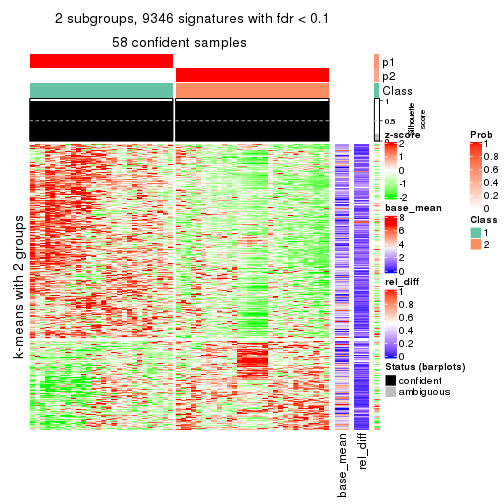 2 subgroups, 9346 signatures with fdr < 0.1
58 confident samples
p1
p2
Class
1
0.5
0
Silhouette
score
k-means with 2 groups
base_mean
rel_diff
z-score
2
1
0
-1
-2
base_mean
8
6
4
2
0
rel_diff
1
0.8
0.6
0.4
0.2
0
Status (barplots)
confident
ambiguous
Prob
1
0.8
0.6
0.4
0.2
0
Class
1
2